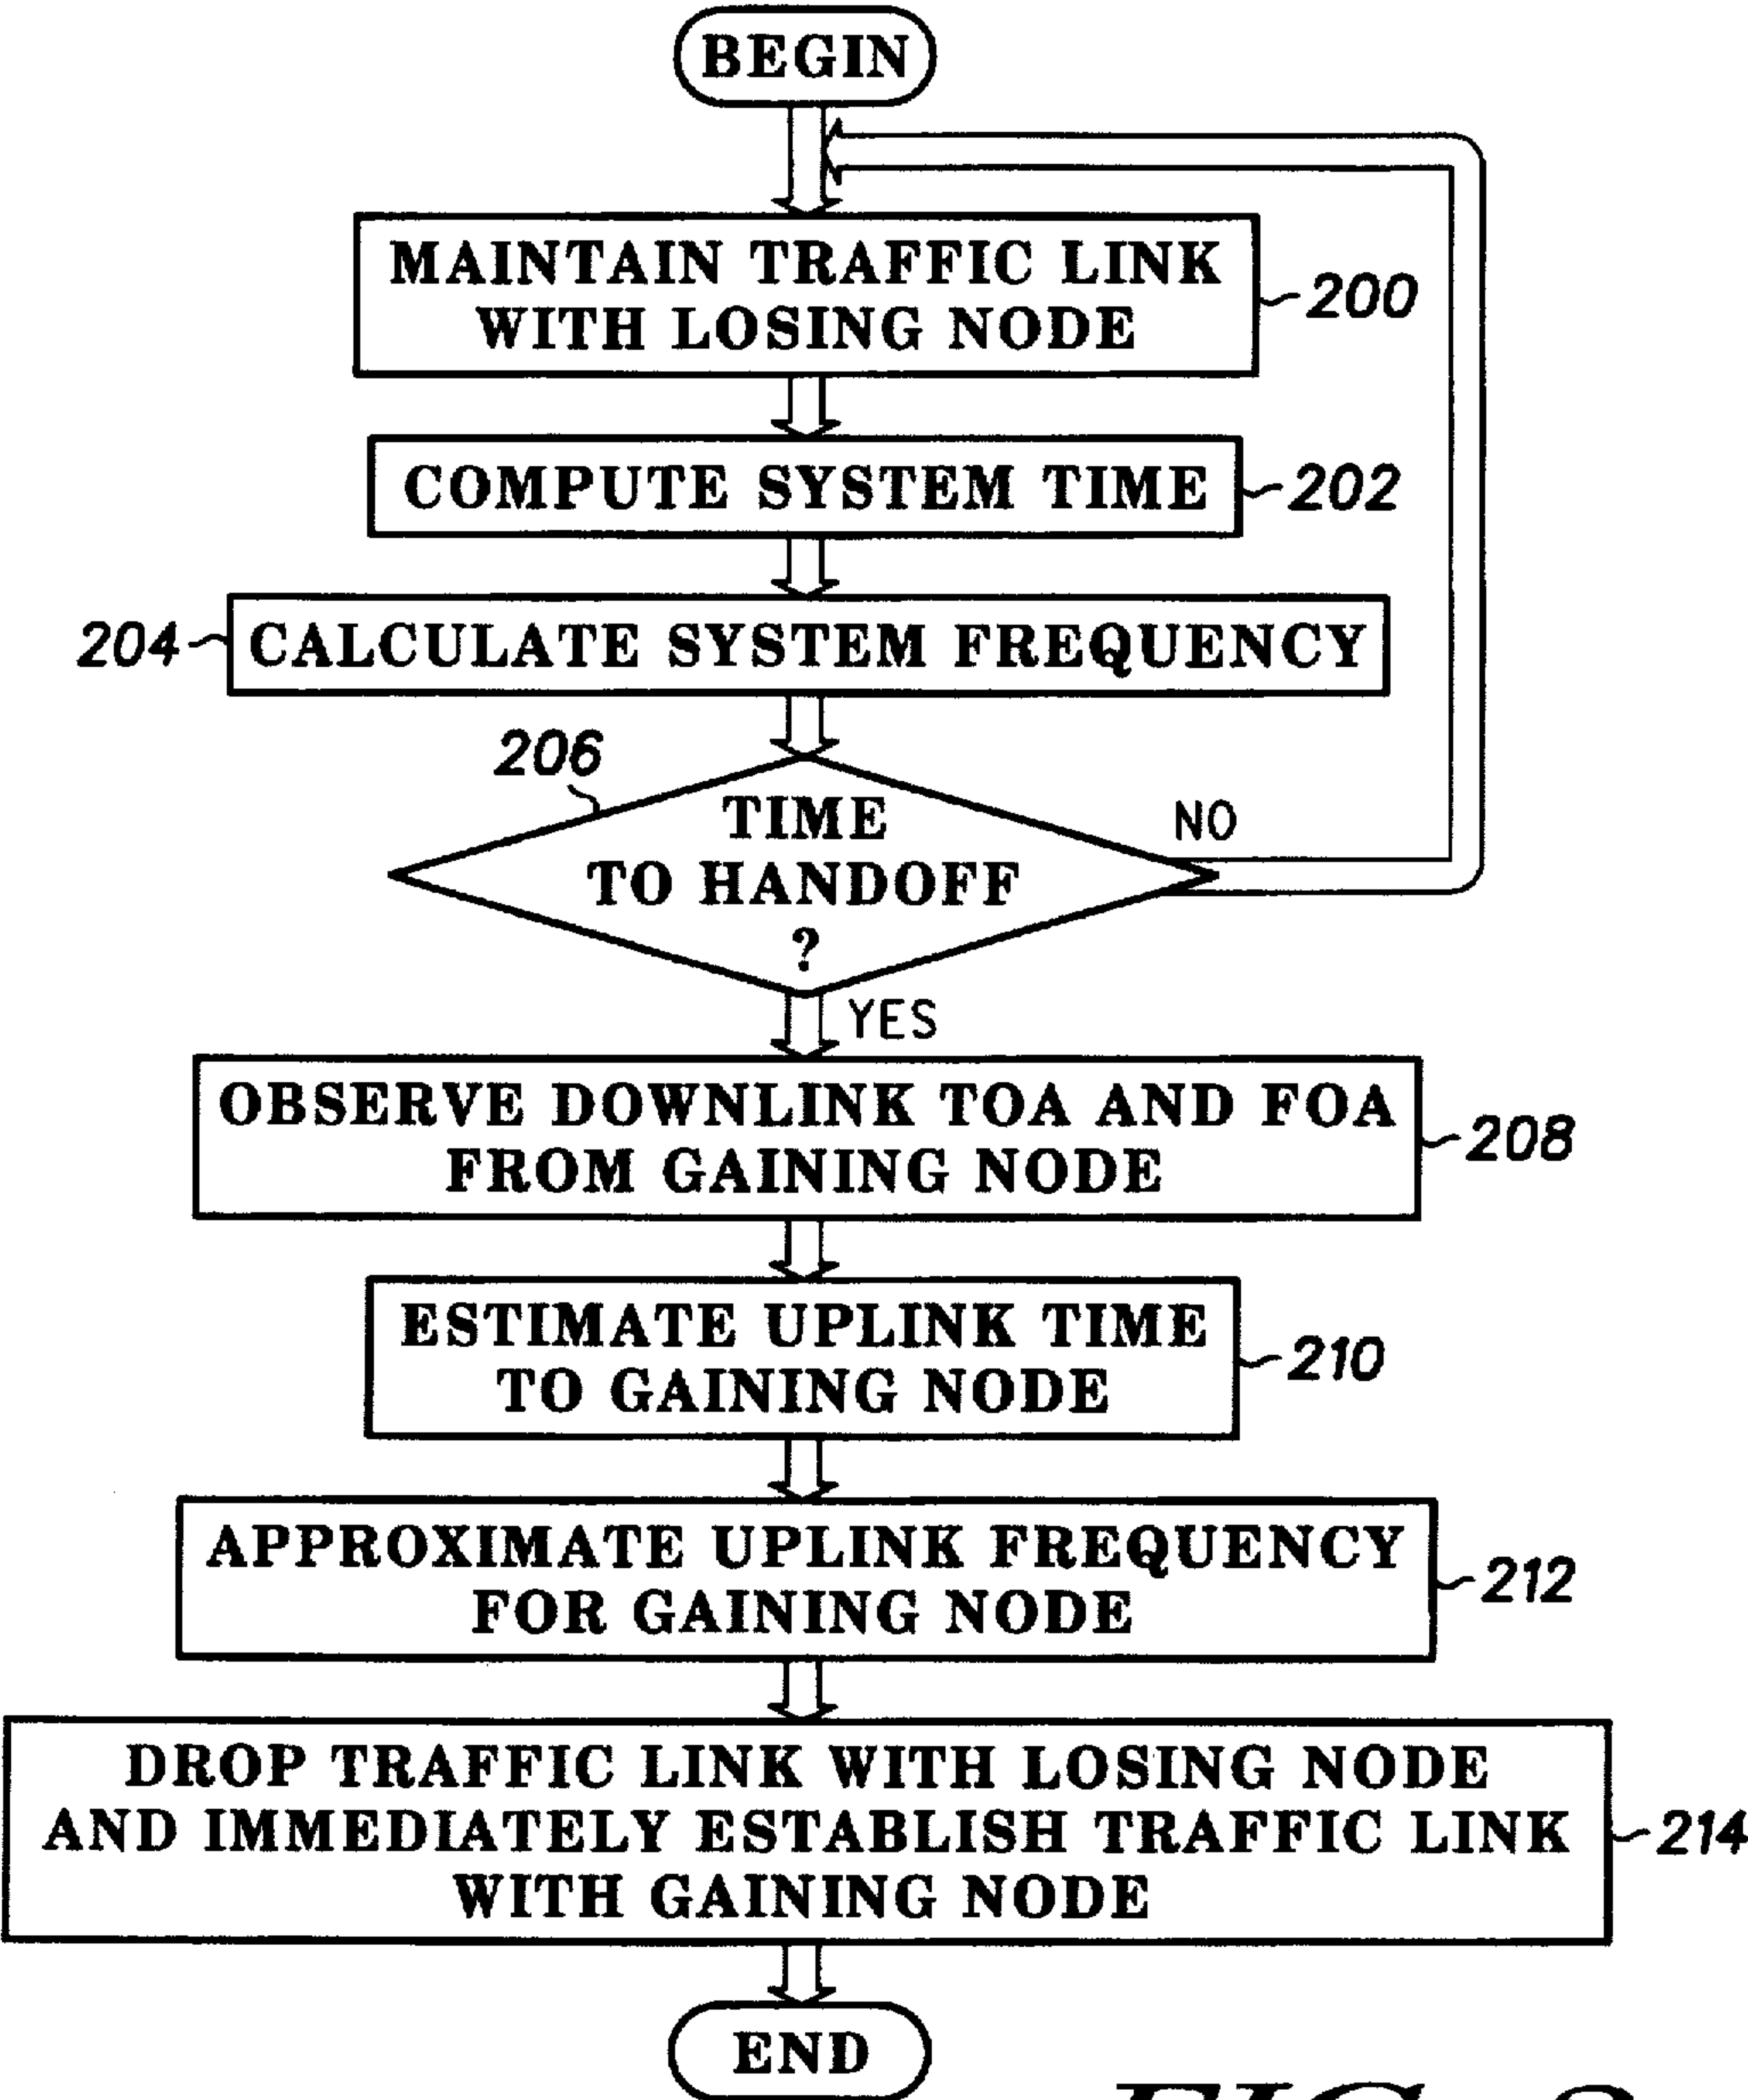 BEGIN
MAINTAIN TRAFFIC LINK
WITH LOSING NODE
200
COMPUTE SYSTEM TIME
202
204
CALCULATE SYSTEM FREQUENCY
206
TIME
TO HANDOFF
?
NO
YES
OBSERVE DOWNLINK TOA AND FOA
FROM GAINING NODE
208
ESTIMATE UPLINK TIME
TO GAINING NODE
210
APPROXIMATE UPLINK FREQUENCY
FOR GAINING NODE
212
DROP TRAFFIC LINK WITH LOSING NODE
AND IMMEDIATELY ESTABLISH TRAFFIC LINK
WITH GAINING NODE
214
END